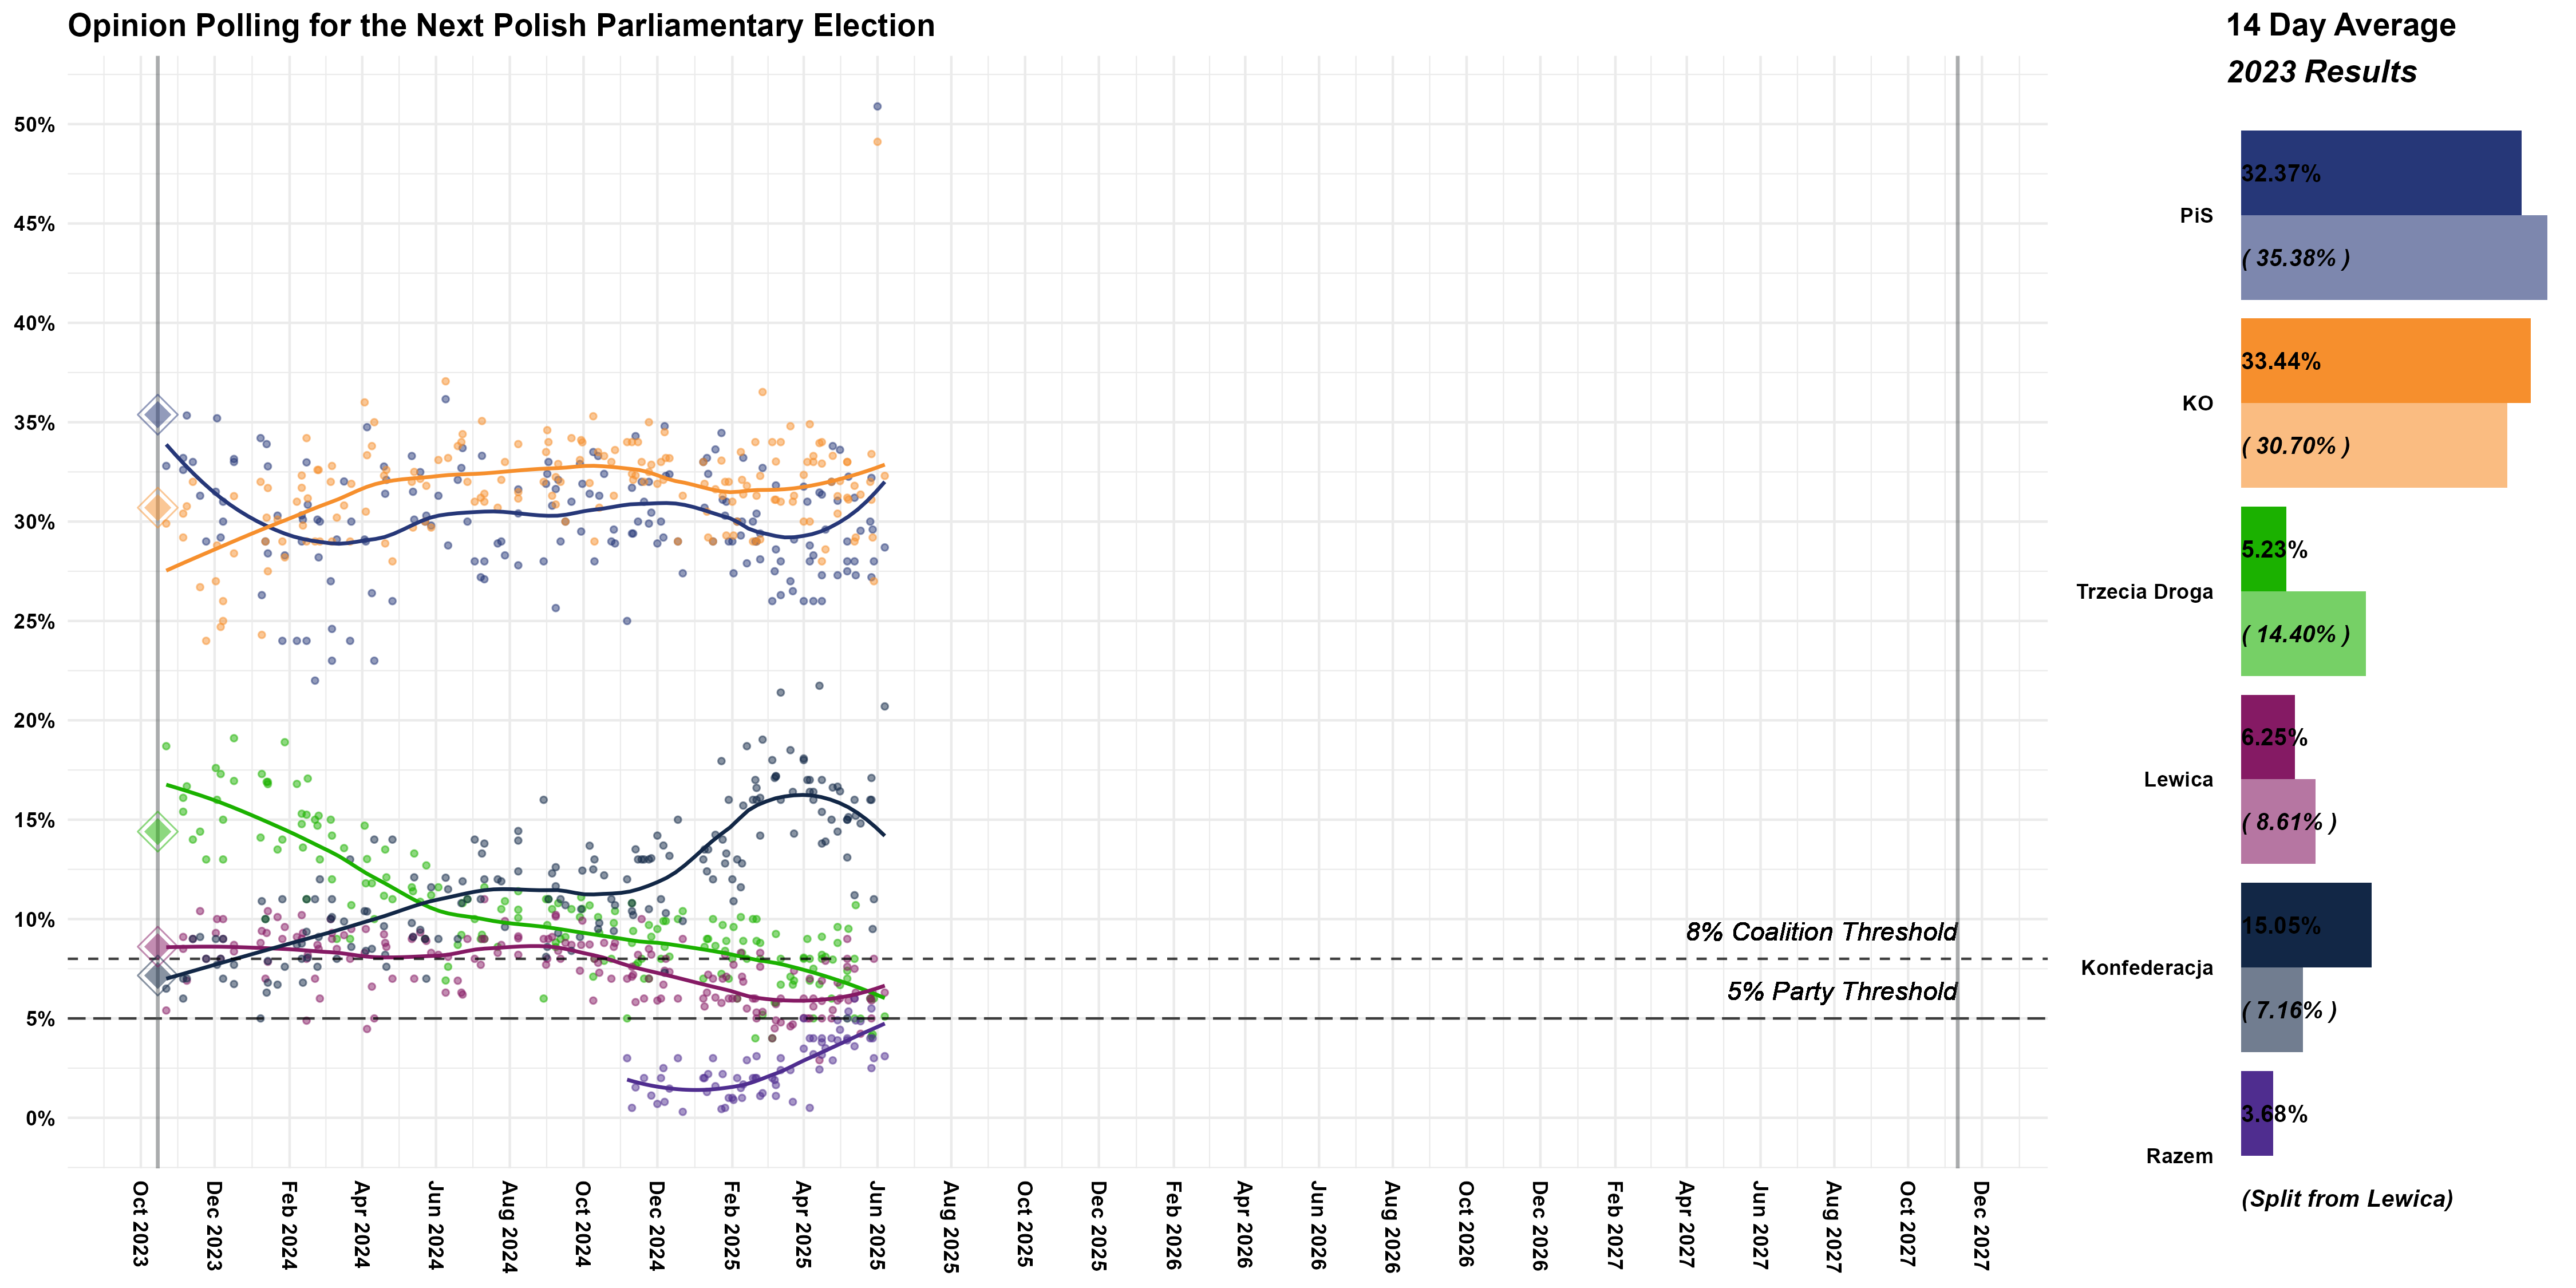 Opinion Polling for the Next Polish Parliamentary Election
14 Day Average
2023 Results
50%
45%
40%
35%
30%
25%
20%
15%
10%
5%
0%
8% Coalition Threshold
5% Party Threshold
Oct 2023
Dec 2023
Feb 2024
Apr 2024
Jun 2024
Aug 2024
Oct 2024
Dec 2024
Feb 2025
Apr 2025
Jun 2025
Aug 2025
Oct 2025
Dec 2025
Feb 2026
Apr 2026
Jun 2026
Aug 2026
Oct 2026
Dec 2026
Feb 2027
Apr 2027
Jun 2027
Aug 2027
Oct 2027
Dec 2027
PiS
32.37%
( 35.38% )
KO
33.44%
( 30.70% )
Trzecia Droga
5.23%
( 14.40% )
Lewica
6.25%
( 8.61% )
Konfederacja
15.05%
( 7.16% )
Razem
3.68%
(Split from Lewica)